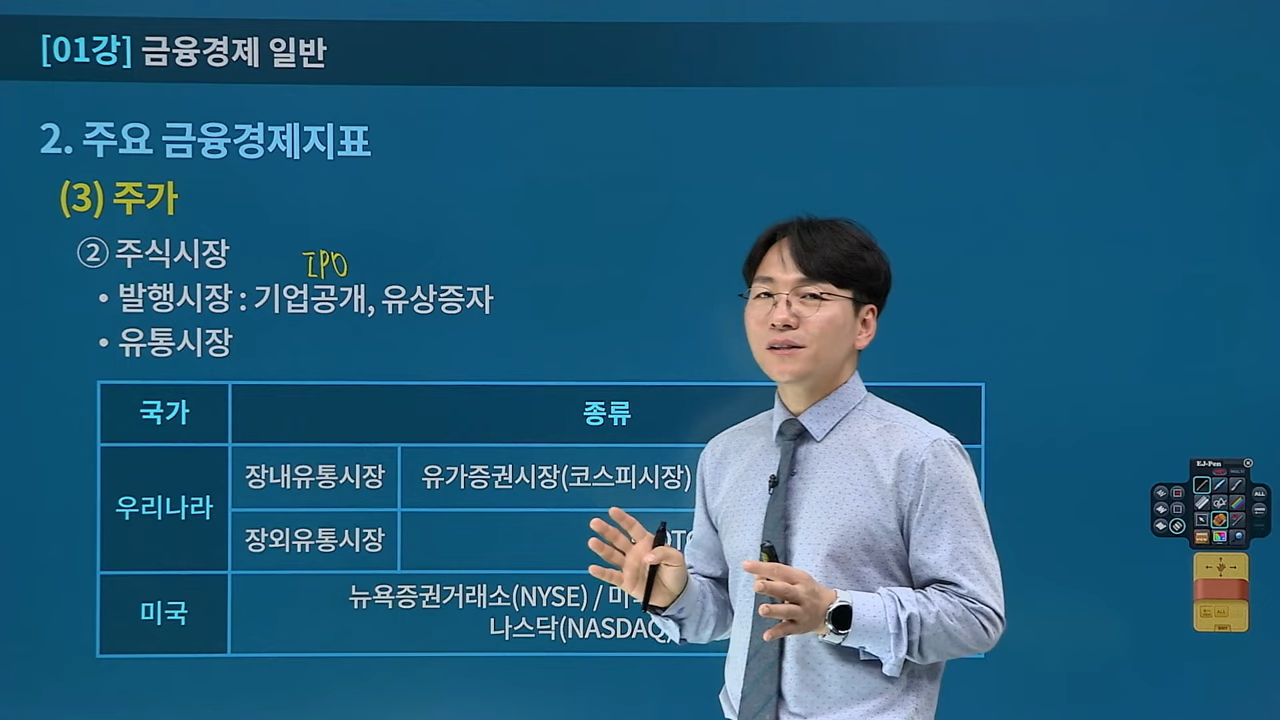 [01강] 금융경제 일반
2. 주요 금융경제지표
(3) 주가
② 주식시장
IPO
• 발행시장 : 기업공개, 유상증자
• 유통시장
국가 종류
우리나라
장내유통시장 유가증권시장(코스피시장)
장외유통시장
미국
뉴욕증권거래소(NYSE) /
나스닥(NASDAQ)
EJ-Pen
ALL
ALL